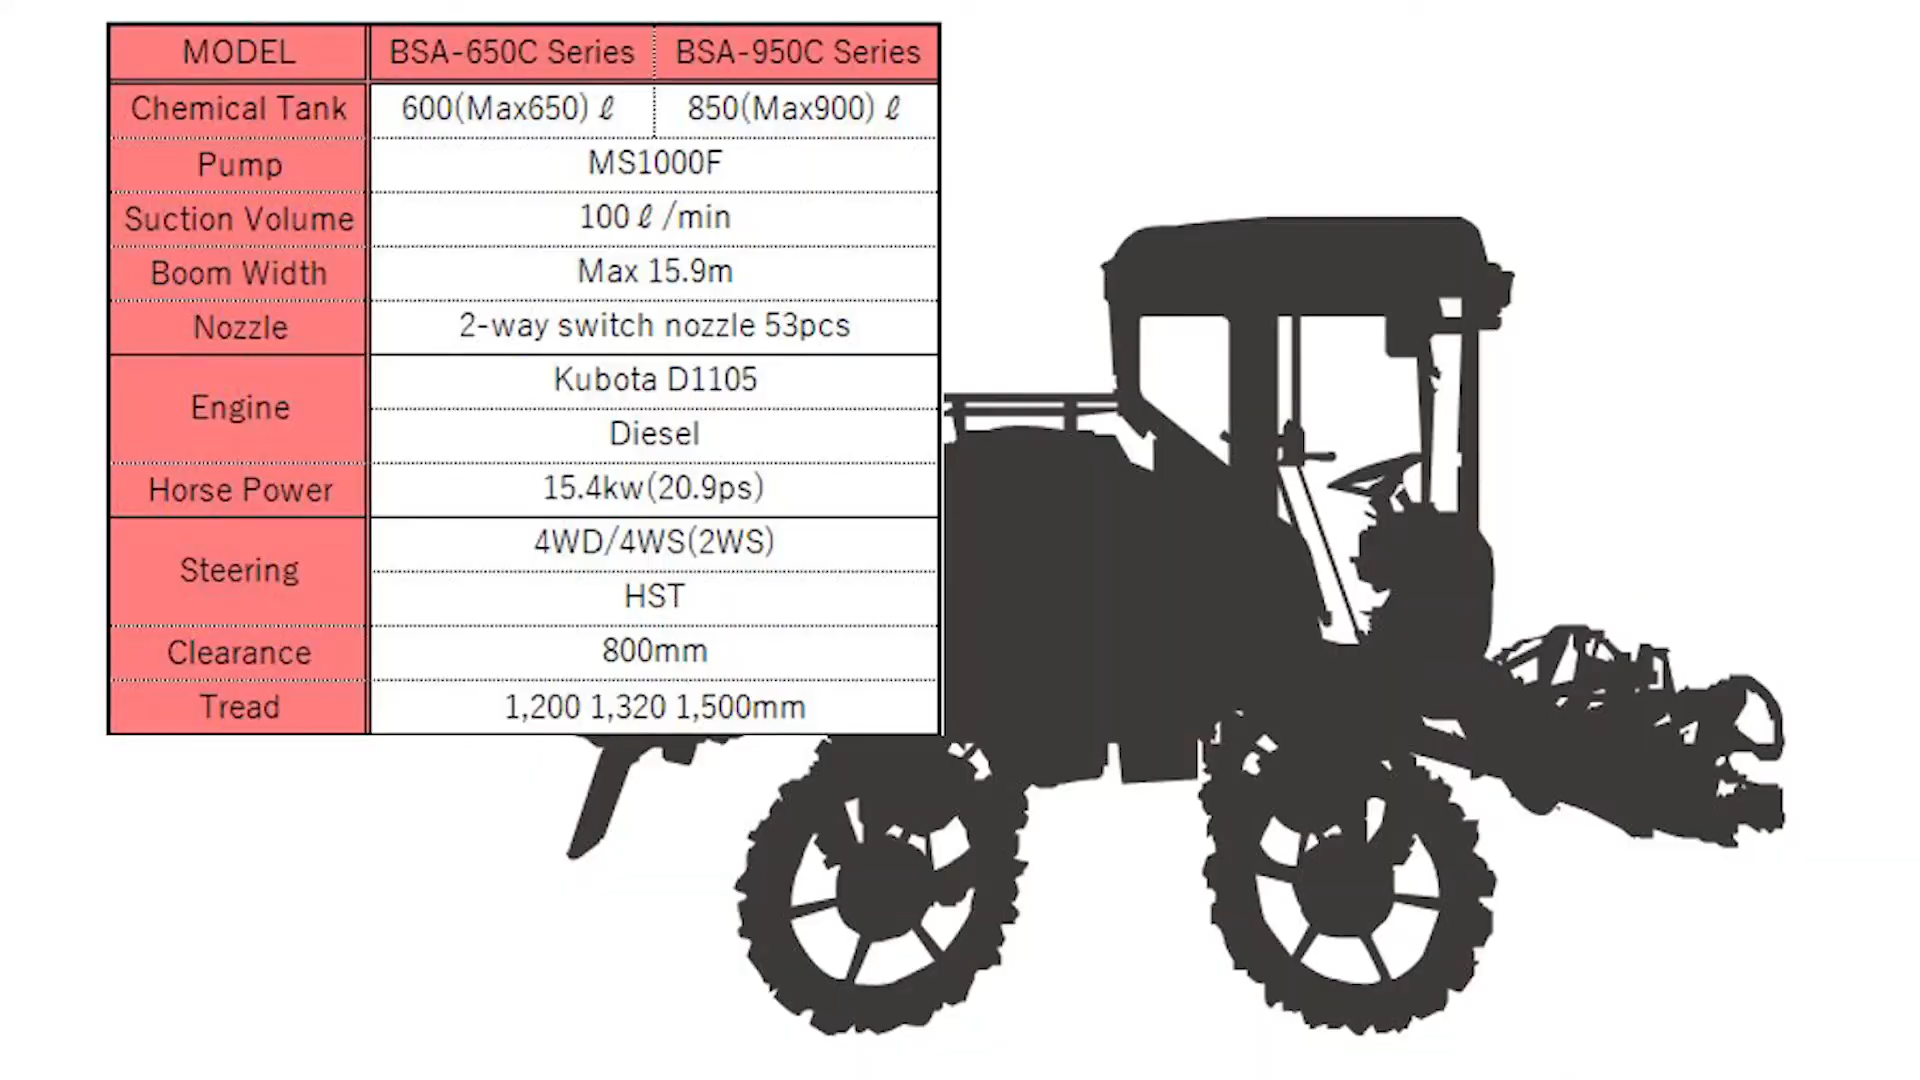 MODEL BSA-650C Series BSA-950C Series
Chemical Tank 600(Max650) ℓ 850(Max900) ℓ
Pump MS1000F
Suction Volume 100 ℓ /min
Boom Width Max 15.9m
Nozzle 2-way switch nozzle 53pcs
Engine Kubota D1105
Diesel
Horse Power 15.4kw(20.9ps)
Steering 4WD/4WS(2WS)
HST
Clearance 800mm
Tread 1,200 1,320 1,500mm